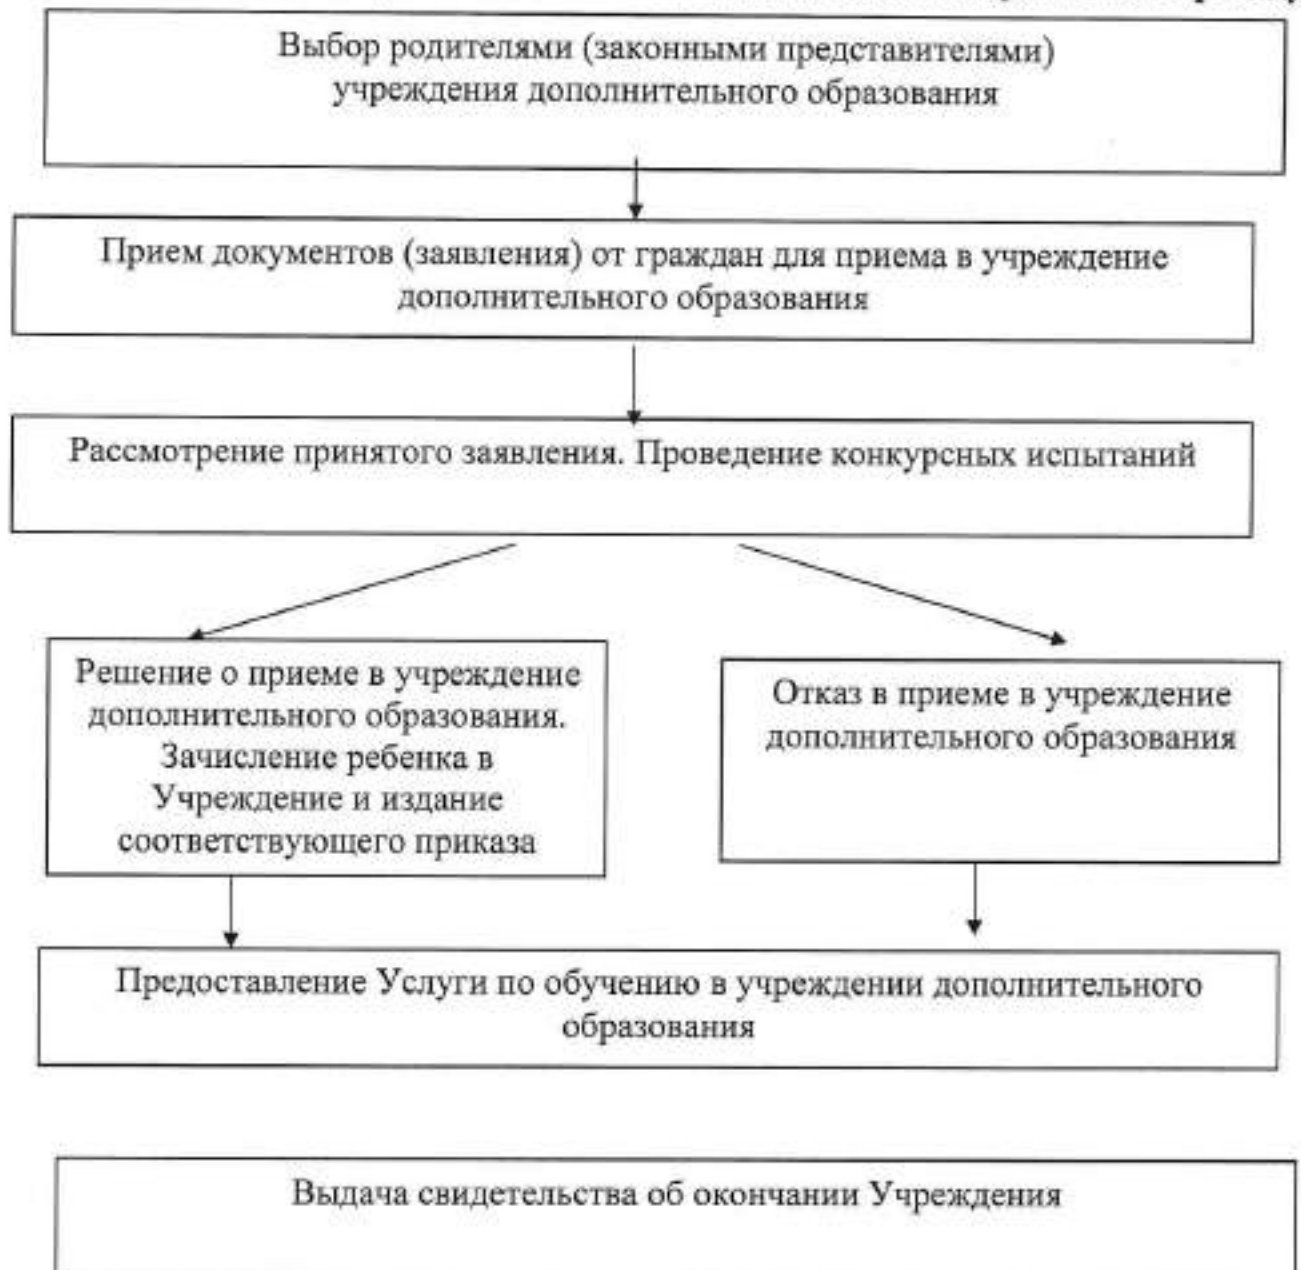 Выбор родителями (законными представителями)
учреждения дополнительного образования
Прием документов (заявления) от граждан для приема в учреждение
дополнительного образования
Рассмотрение принятого заявления. Проведение конкурсных испытаний
Решение о приеме в учреждение
дополнительного образования.
Зачисление ребенка в
Учреждение и издание
соответствующего приказа
Отказ в приеме в учреждение
дополнительного образования
Предоставление Услуги по обучению в учреждении дополнительного
образования
Выдача свидетельства об окончании Учреждения